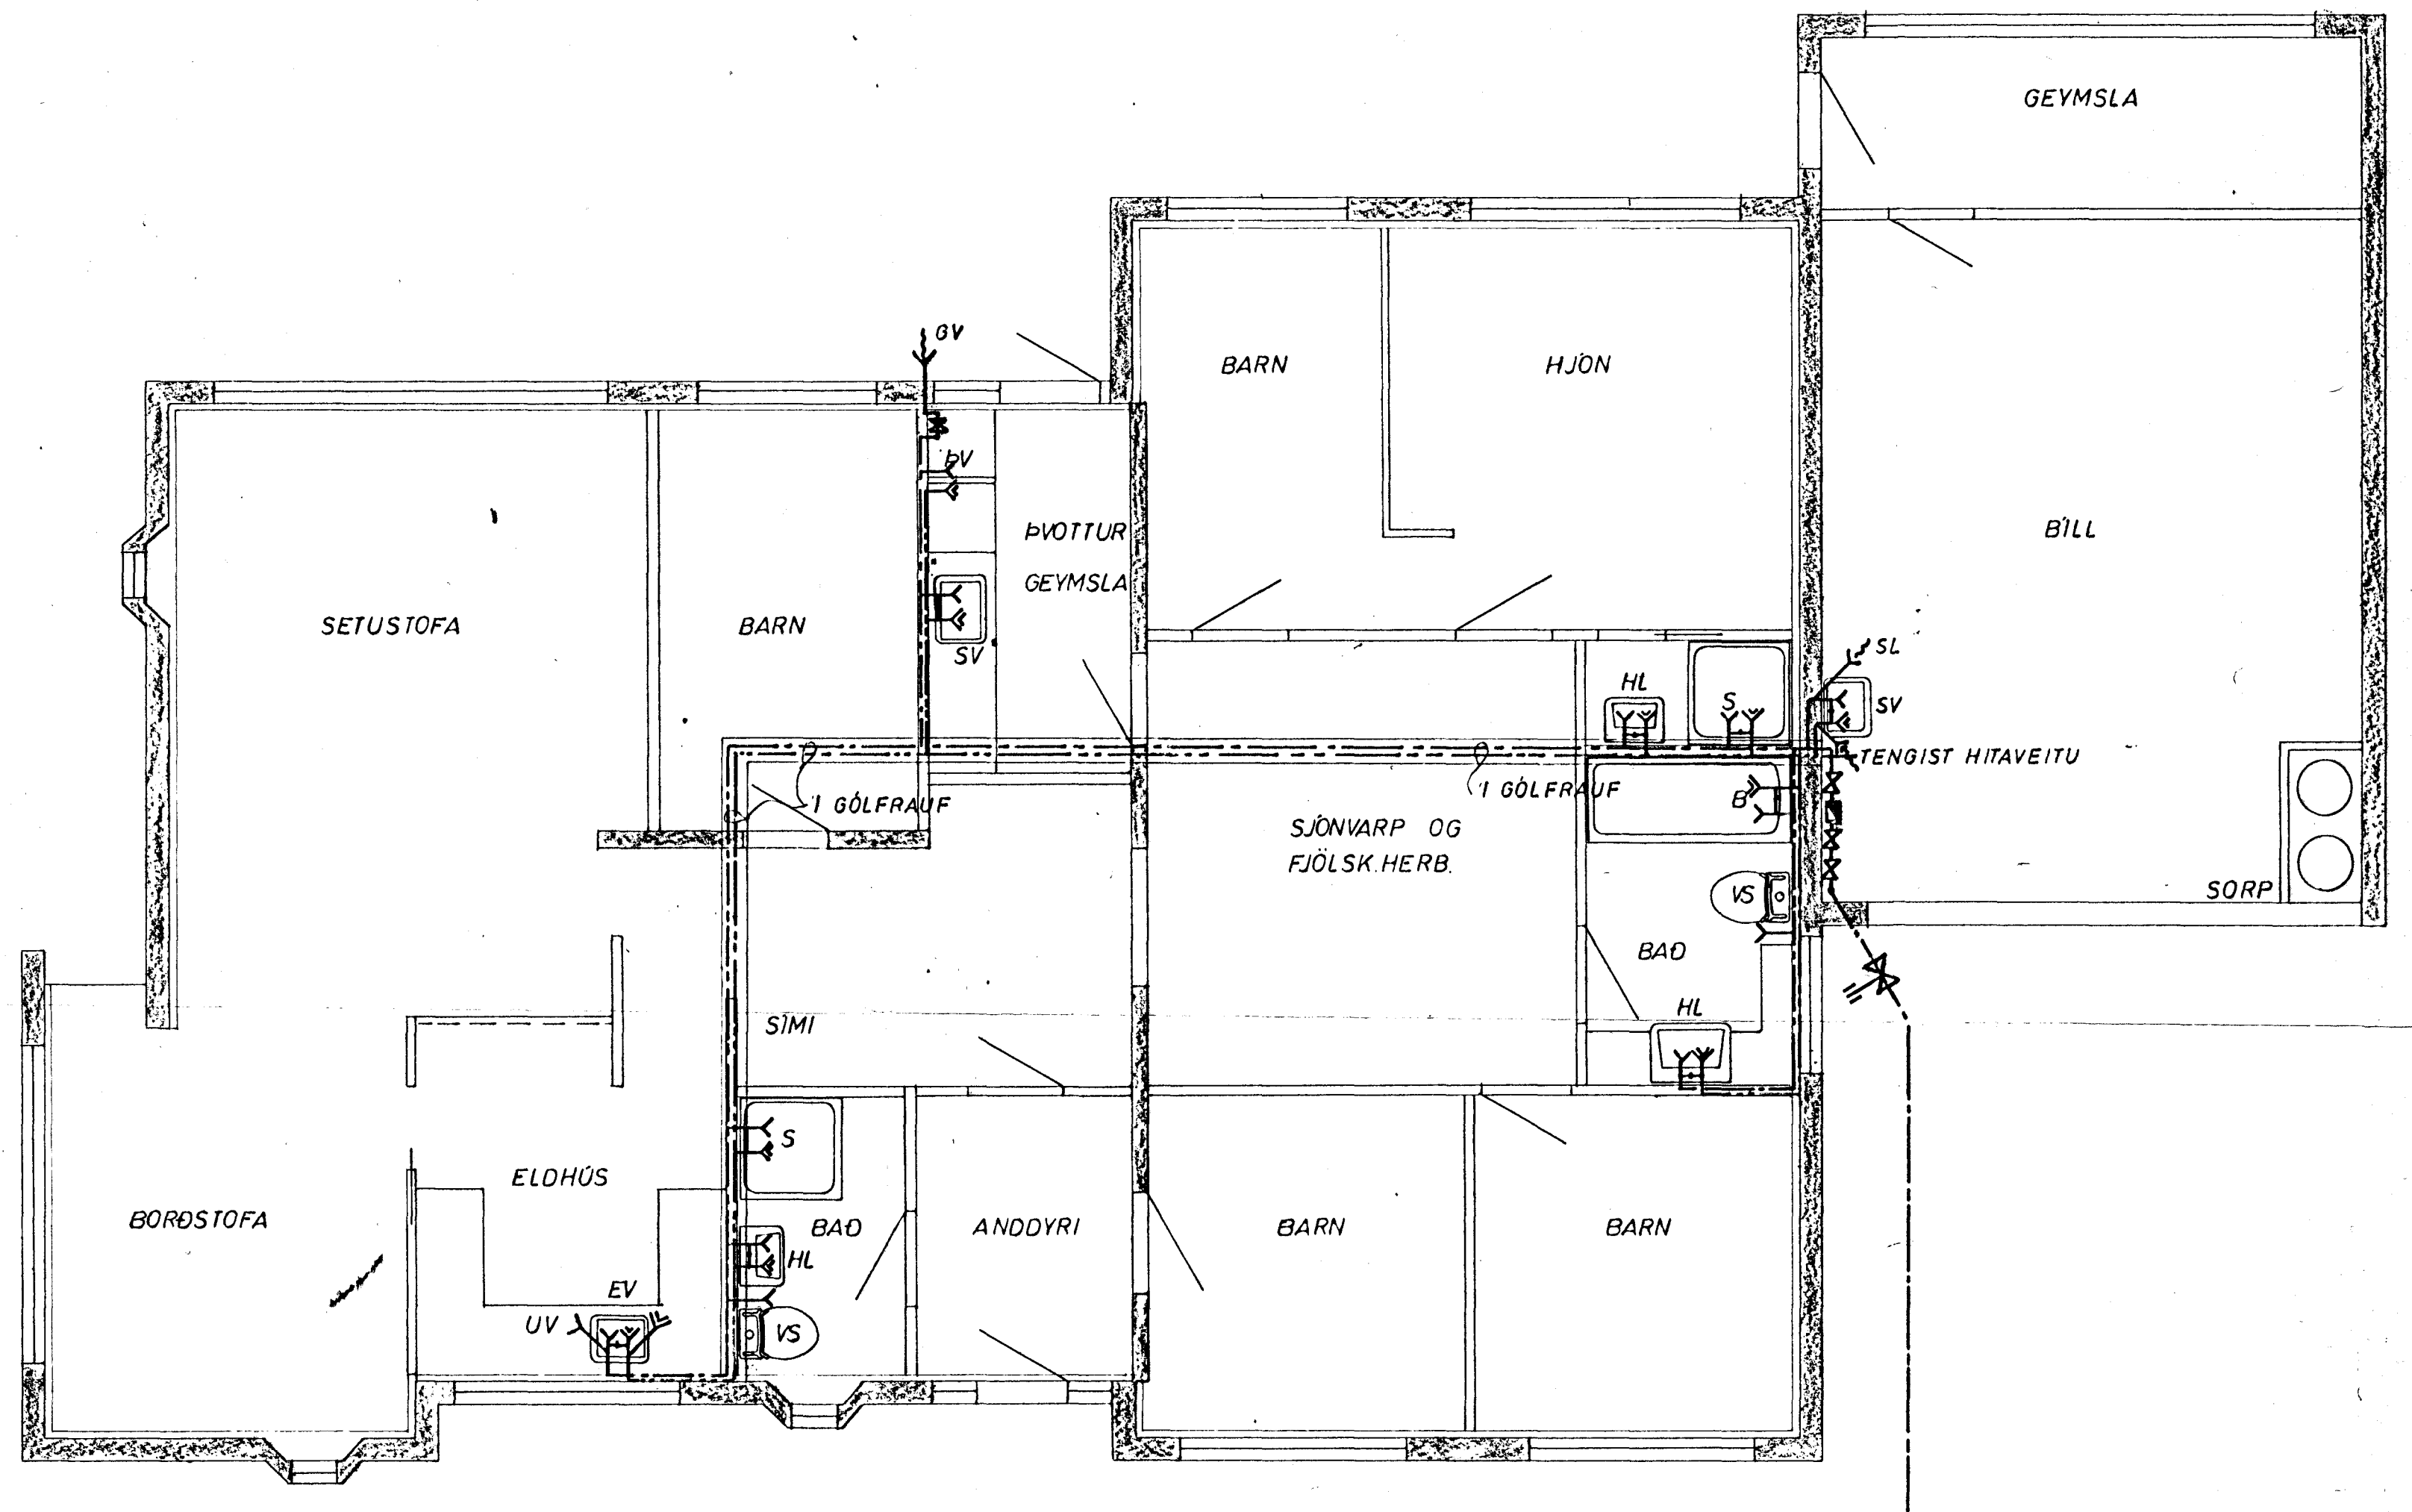 GEYMSLA
GV
BARN
HJÓN
ÞV
ÞVOTTUR
GEYMSLA
BÍLL
SETUSTOFA
BARN
SV
HL
S
SL
SV
TENGIST HITAVEITU
Í GÓLFRAUF
Í GÓLFRAUF
B
SJÓNVARP OG
FJÖLSK.HERB.
VS
SORP
BAÐ
HL
SÍMI
S
ELDHÚS
BORÐSTOFA
BAÐ
ANDDYRI
BARN
BARN
HL
EV
UV
VS